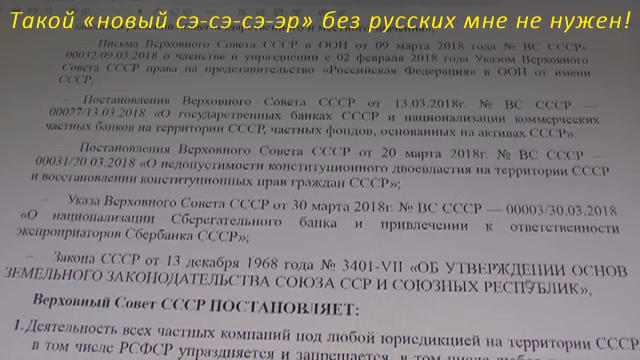 Такой «новый сэ-сэ-сэ-эр» без русских мне не нужен!
Письма Верховного Совета СССР в ООН от 09 марта 2018 года № ВС СССР-
00032/09.03.2018 о членстве и упразднении с 02 февраля 2018 года Указом Верховного
Совета СССР права на представительство «Российская Федерация» в ООН от имени
СССР;
– Постановления Верховного Совета СССР от 13.03.2018г. № ВС СССР —
00027/13.03.2018 «О государственных банках СССР и национализации коммерческих
частных банков на территории СССР, частных фондов, основанных на активах СССР».
– Постановления Верховного Совета СССР от 20 марта 2018г. № ВС СССР —
00031/20.03.2018 «О недопустимости конституционного двоевластия на территории СССР
и восстановлении конституционных прав граждан СССР»;
– Указа Верховного Совета СССР от 30 марта 2018г. № ВС СССР — 00003/30.03.2018
«О национализации Сберегательного банка и привлечении к ответственности
экспроприаторов Сбербанка СССР»;
– Закона СССР от 13 декабря 1968 года № 3401-VII «ОБ УТВЕРЖДЕНИИ ОСНОВ
ЗЕМЕЛЬНОГО ЗАКОНОДАТЕЛЬСТВА СОЮЗА ССР И СОЮЗНЫХ РЕСПУБЛИК»,
Верховный Совет СССР ПОСТАНОВЛЯЕТ:
1. Деятельность всех частных компаний под любой юрисдикцией на территории СССР
в том числе РСФСР упраздняется и запрещается, в том числе